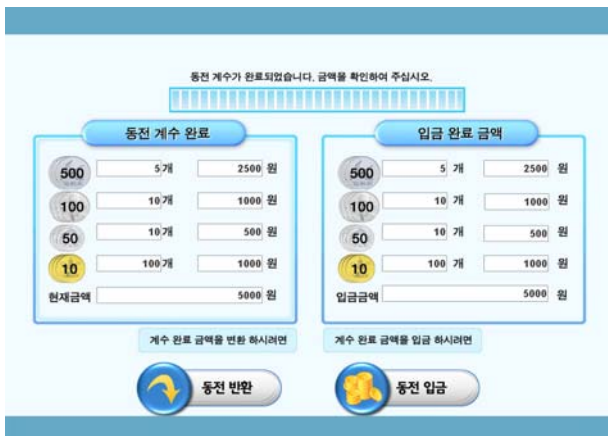 동전 계수가 완료되었습니다. 금액을 확인하여 주십시오.
동전 계수 완료
500 5 개 2500 원
100 10 개 1000 원
50 10 개 500 원
10 100 개 1000 원
현재금액 5000 원
입금 완료 금액
500 5 개 2500 원
100 10 개 1000 원
50 10 개 500 원
10 100 개 1000 원
입금금액 5000 원
계수 완료 금액을 변환 하시려면
계수 완료 금액을 입금 하시려면
동전 반환
동전 입금